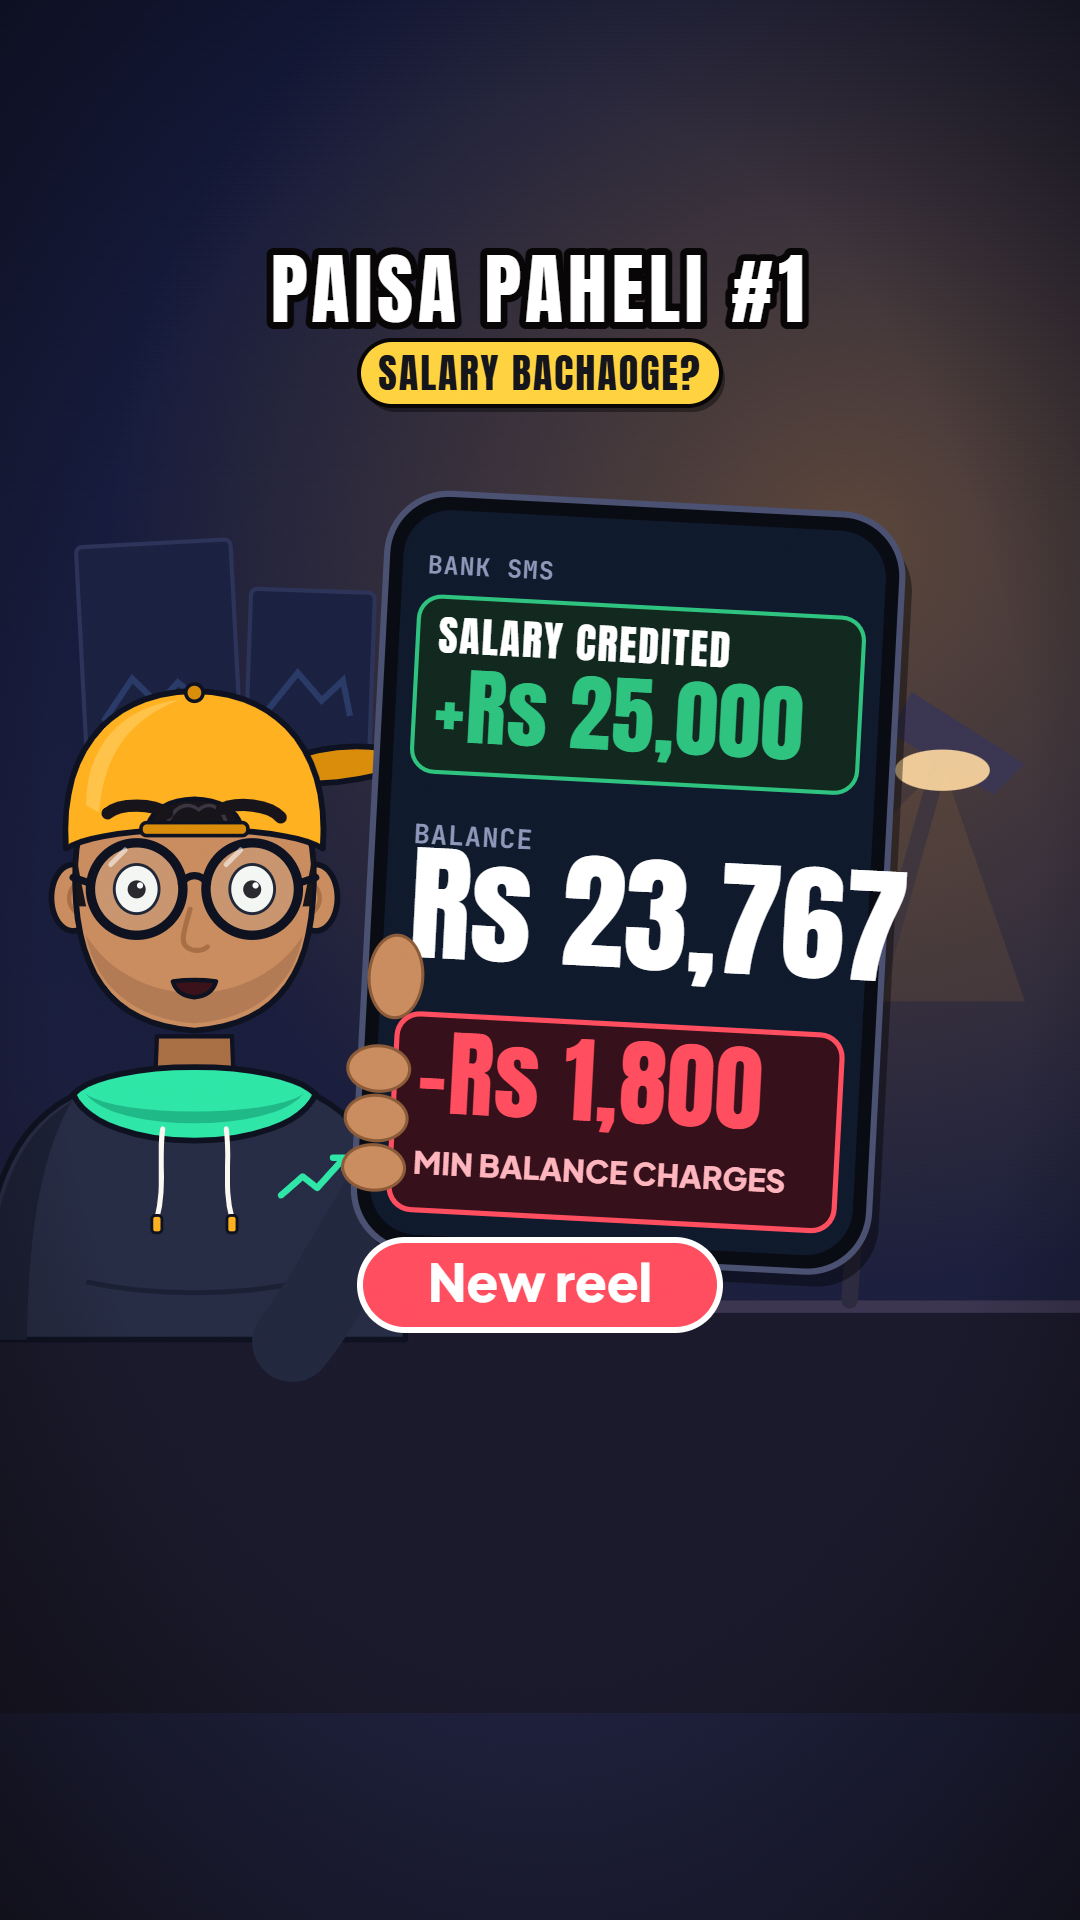 PAISA PAHELI #1
SALARY BACHAOGE?
BANK SMS
SALARY CREDITED
+Rs 25,000
BALANCE
Rs 23,767
-Rs 1,800
MIN BALANCE CHARGES
New reel